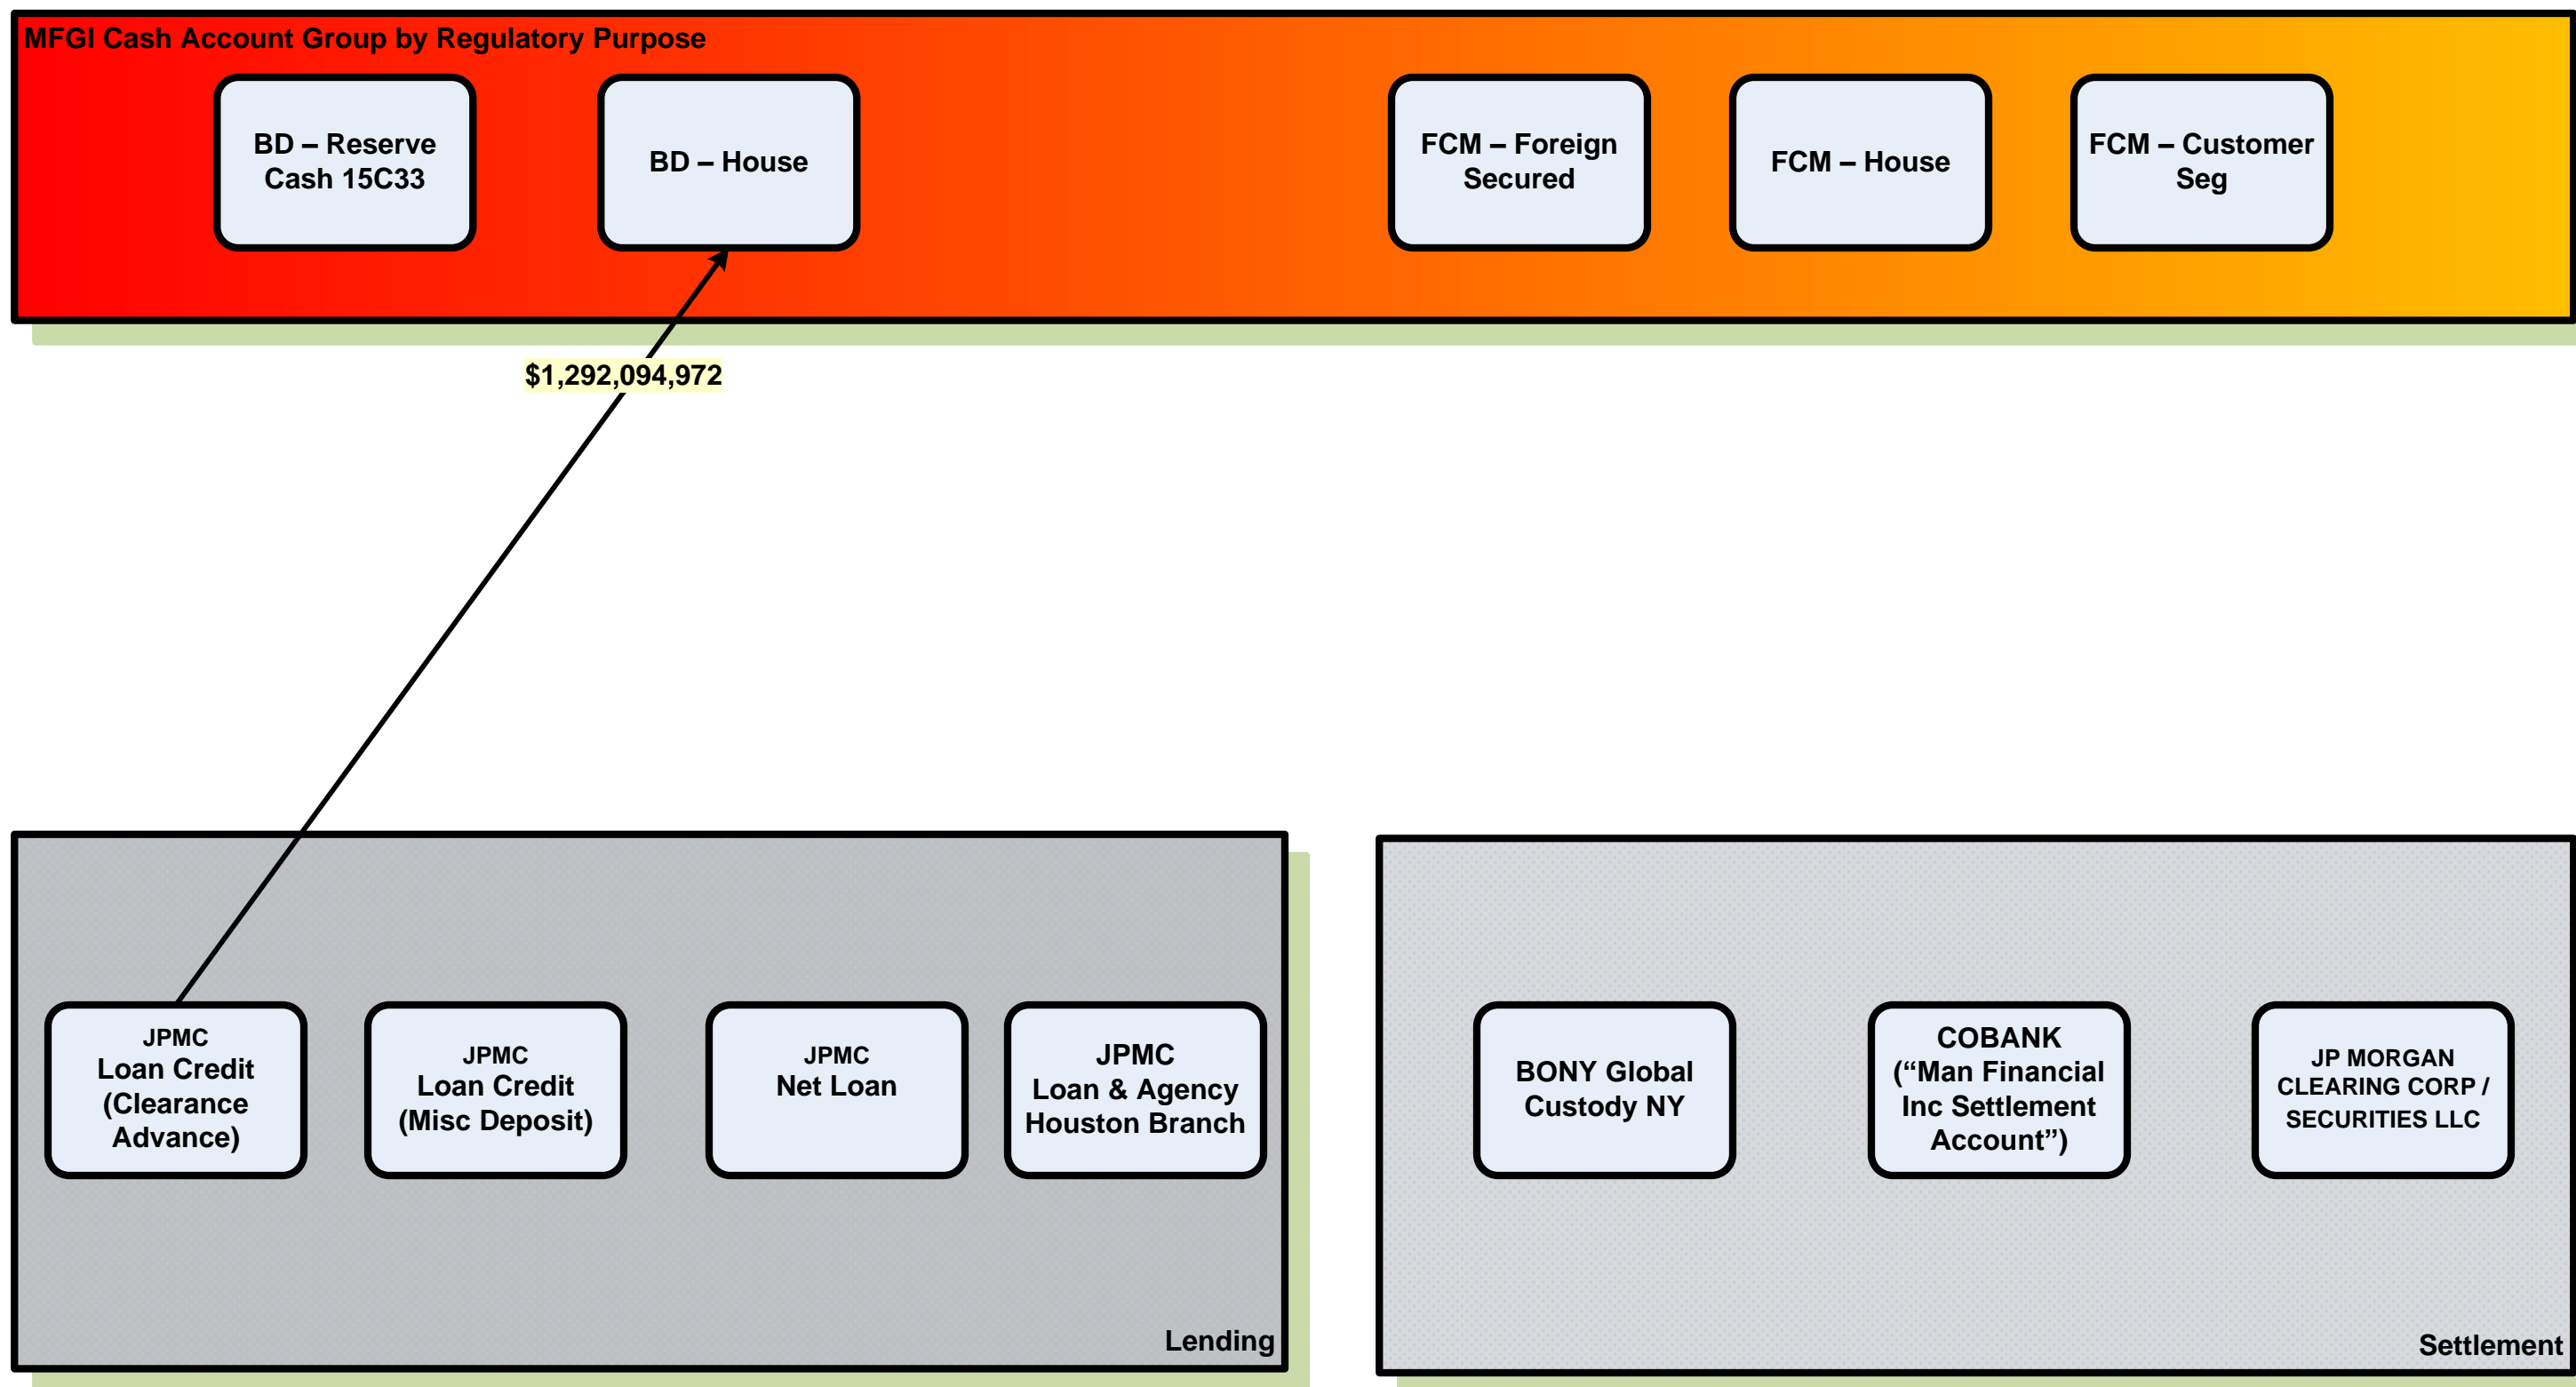 MFGI Cash Account Group by Regulatory Purpose
BD – Reserve
Cash 15C33
BD – House
FCM – Foreign
Secured
FCM – House
FCM – Customer
Seg
$1,292,094,972
JPMC
Loan Credit
(Clearance
Advance)
JPMC
Loan Credit
(Misc Deposit)
JPMC
Net Loan
JPMC
Loan & Agency
Houston Branch
Lending
BONY Global
Custody NY
COBANK
(“Man Financial
Inc Settlement
Account”)
JP MORGAN
CLEARING CORP /
SECURITIES LLC
Settlement